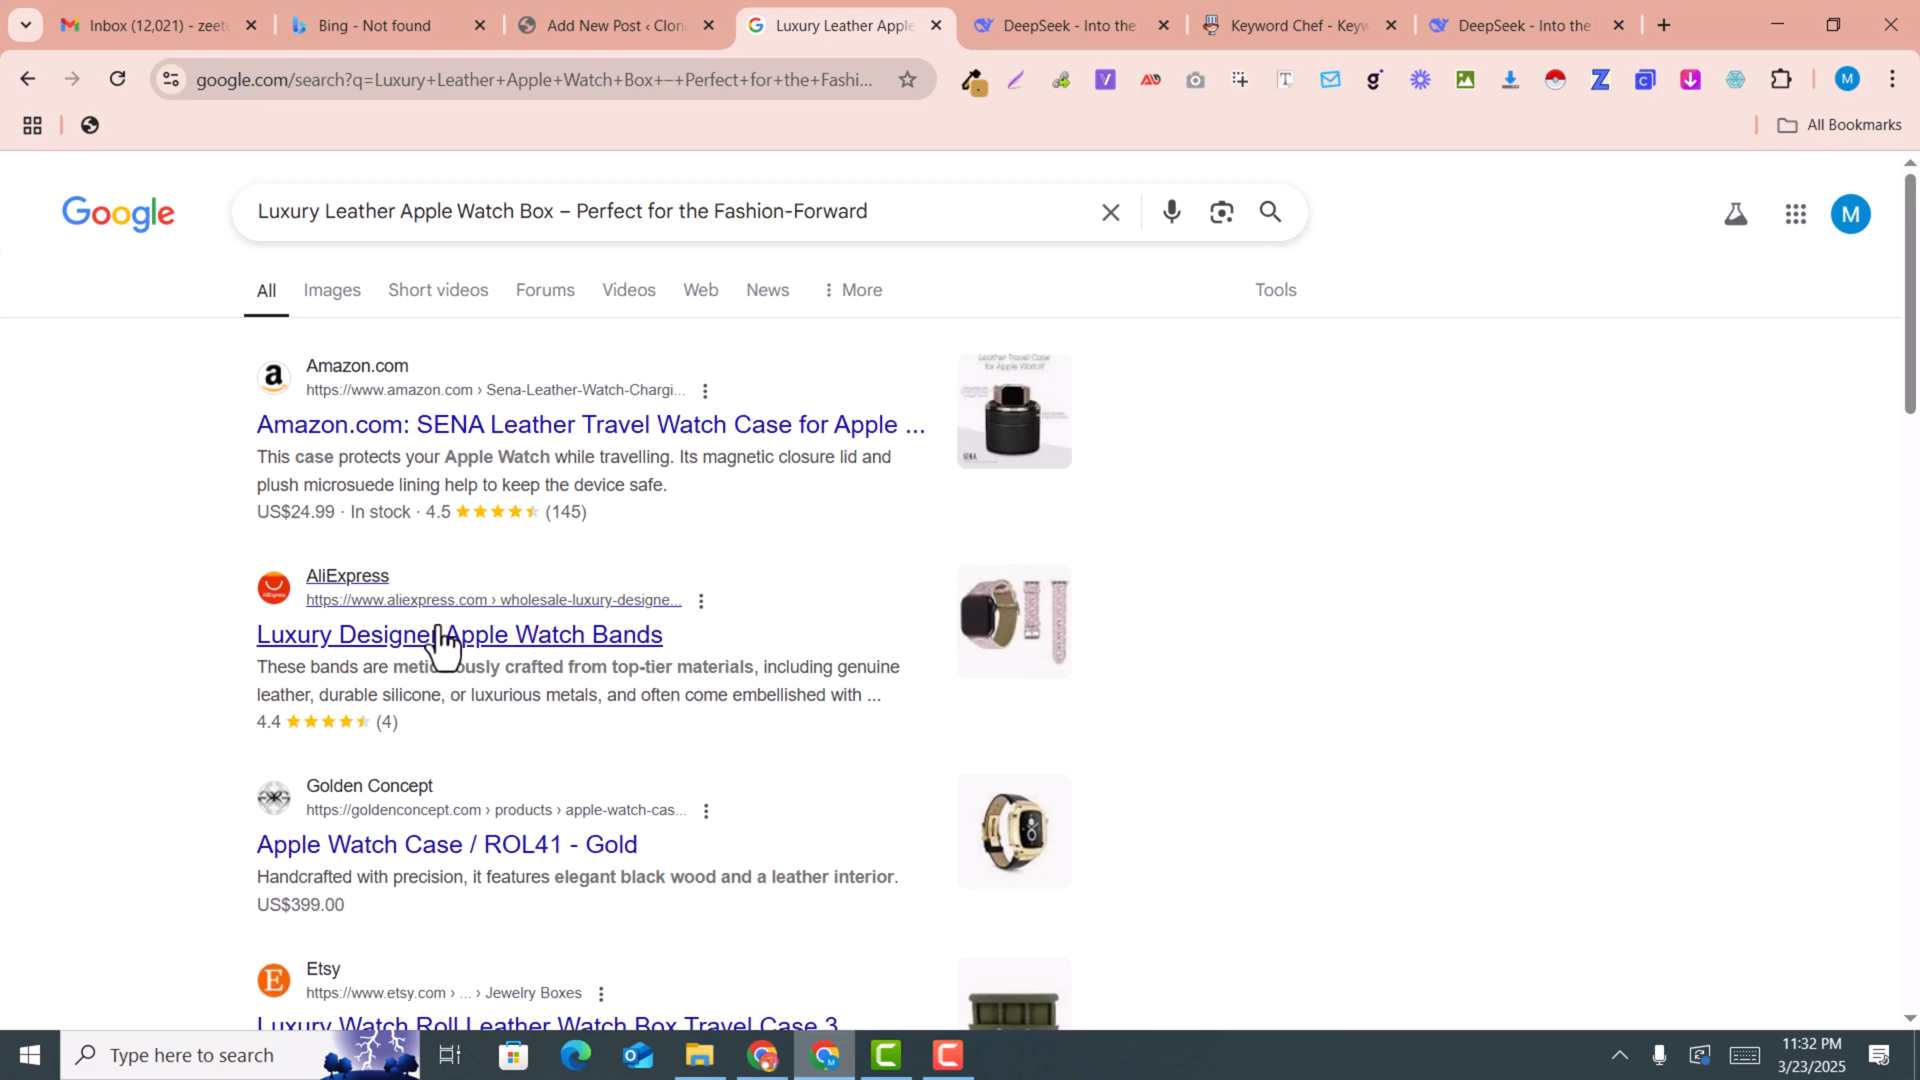 Inbox (12,021) - zeete
Bing - Not found
Add New Post ‹ Clon
Luxury Leather Apple
DeepSeek - Into the
Keyword Chef - Keyw
DeepSeek - Into the
google.com/search?q=Luxury+Leather+Apple+Watch+Box+–+Perfect+for+the+Fashi...
M
All Bookmarks
Google
Luxury Leather Apple Watch Box – Perfect for the Fashion-Forward
M
All
Images
Short videos
Forums
Videos
Web
News
More
Tools
Amazon.com
https://www.amazon.com › Sena-Leather-Watch-Chargi...
Amazon.com: SENA Leather Travel Watch Case for Apple ...
This case protects your Apple Watch while travelling. Its magnetic closure lid and
plush microsuede lining help to keep the device safe.
US$24.99 · In stock · 4.5 (145)
Leather Travel Case
for Apple Watch
SENA
AliExpress
https://www.aliexpress.com › wholesale-luxury-designe...
Luxury Designer Apple Watch Bands
These bands are meticulously crafted from top-tier materials, including genuine
leather, durable silicone, or luxurious metals, and often come embellished with ...
4.4 (4)
Golden Concept
https://goldenconcept.com › products › apple-watch-cas...
Apple Watch Case / ROL41 - Gold
Handcrafted with precision, it features elegant black wood and a leather interior.
US$399.00
Etsy
https://www.etsy.com › ... › Jewelry Boxes
Luxury Watch Roll Leather Watch Box Travel Case 3
Type here to search
11:32 PM
3/23/2025